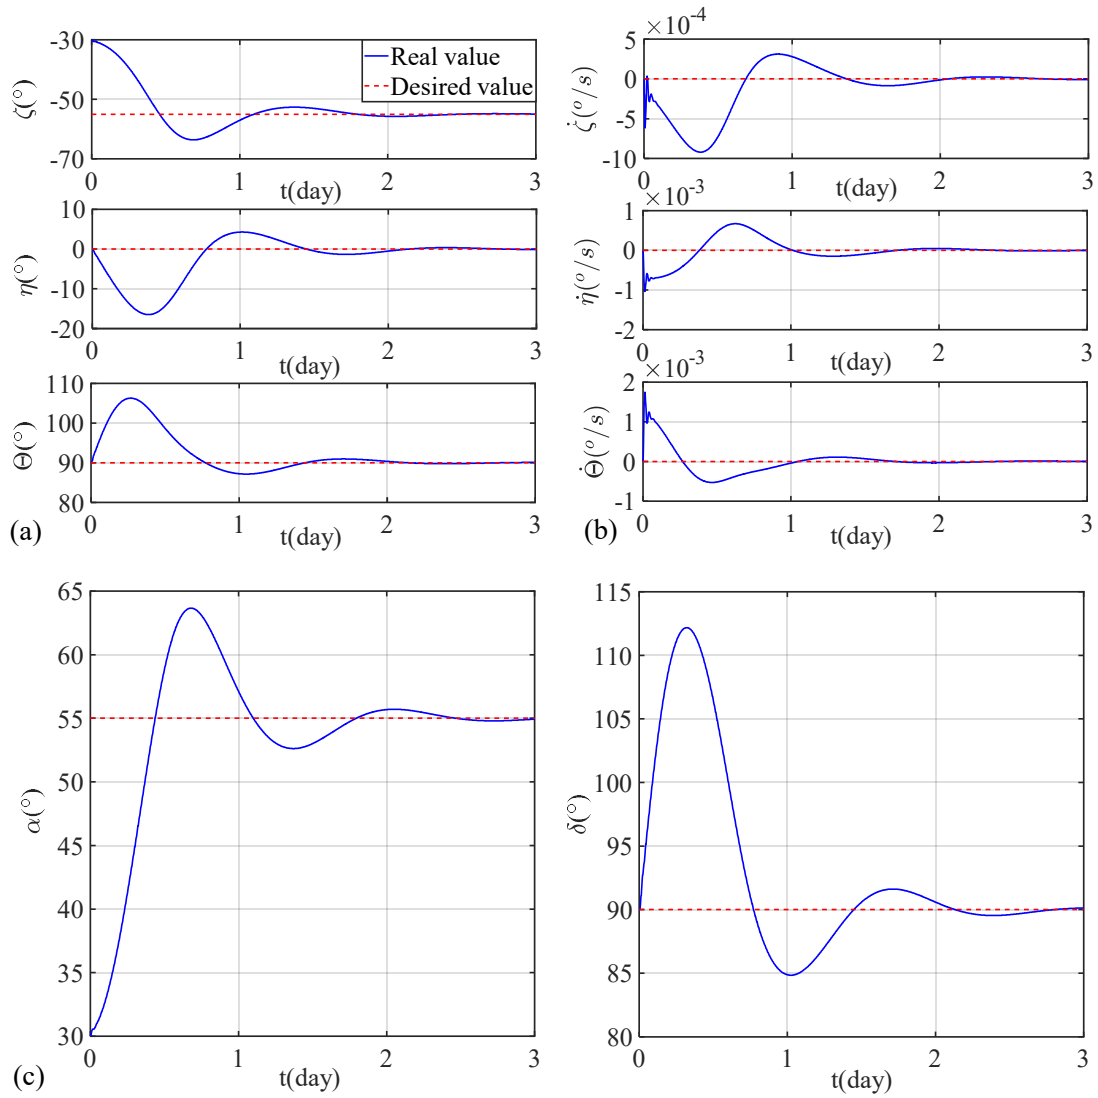 -30
-50
-70
ζ(°)
Real value
Desired value
0 1 2 3
t(day)
10
0
-10
-20
η(°)
0 1 2 3
t(day)
110
100
90
80
Θ(°)
0 1 2 3
t(day)
(a)
×10-4
5
0
-5
-10
ζ̇(o/s)
0 1 2 3
t(day)
×10-3
1
0
-1
-2
η̇(o/s)
0 1 2 3
t(day)
×10-3
2
1
0
-1
Θ̇(o/s)
0 1 2 3
t(day)
(b)
65
60
55
50
45
40
35
30
α(°)
0 1 2 3
t(day)
(c)
115
110
105
100
95
90
85
80
δ(°)
0 1 2 3
t(day)